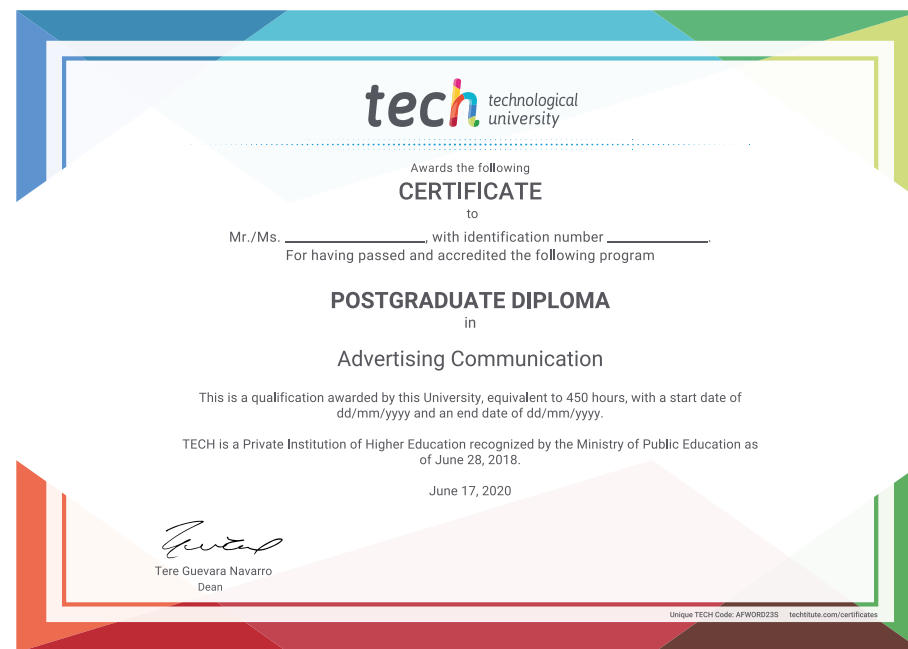 tech technological
university
Awards the following
CERTIFICATE
to
Mr./Ms. ____________________, with identification number ______________.
For having passed and accredited the following program
POSTGRADUATE DIPLOMA
in
Advertising Communication
This is a qualification awarded by this University, equivalent to 450 hours, with a start date of
dd/mm/yyyy and an end date of dd/mm/yyyy.
TECH is a Private Institution of Higher Education recognized by the Ministry of Public Education as
of June 28, 2018.
June 17, 2020
Tere Guevara Navarro
Dean
Unique TECH Code: AFWORD23S techtitute.com/certificates